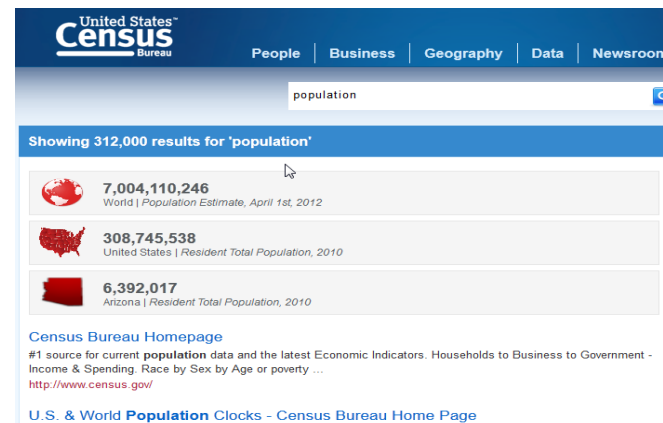 United States™
Census
Bureau
People | Business | Geography | Data | Newsroom
population
Showing 312,000 results for 'population'
7,004,110,246
World | Population Estimate, April 1st, 2012
308,745,538
United States | Resident Total Population, 2010
6,392,017
Arizona | Resident Total Population, 2010
Census Bureau Homepage
#1 source for current population data and the latest Economic Indicators. Households to Business to Government -
Income & Spending. Race by Sex by Age or poverty ...
http://www.census.gov/
U.S. & World Population Clocks - Census Bureau Home Page